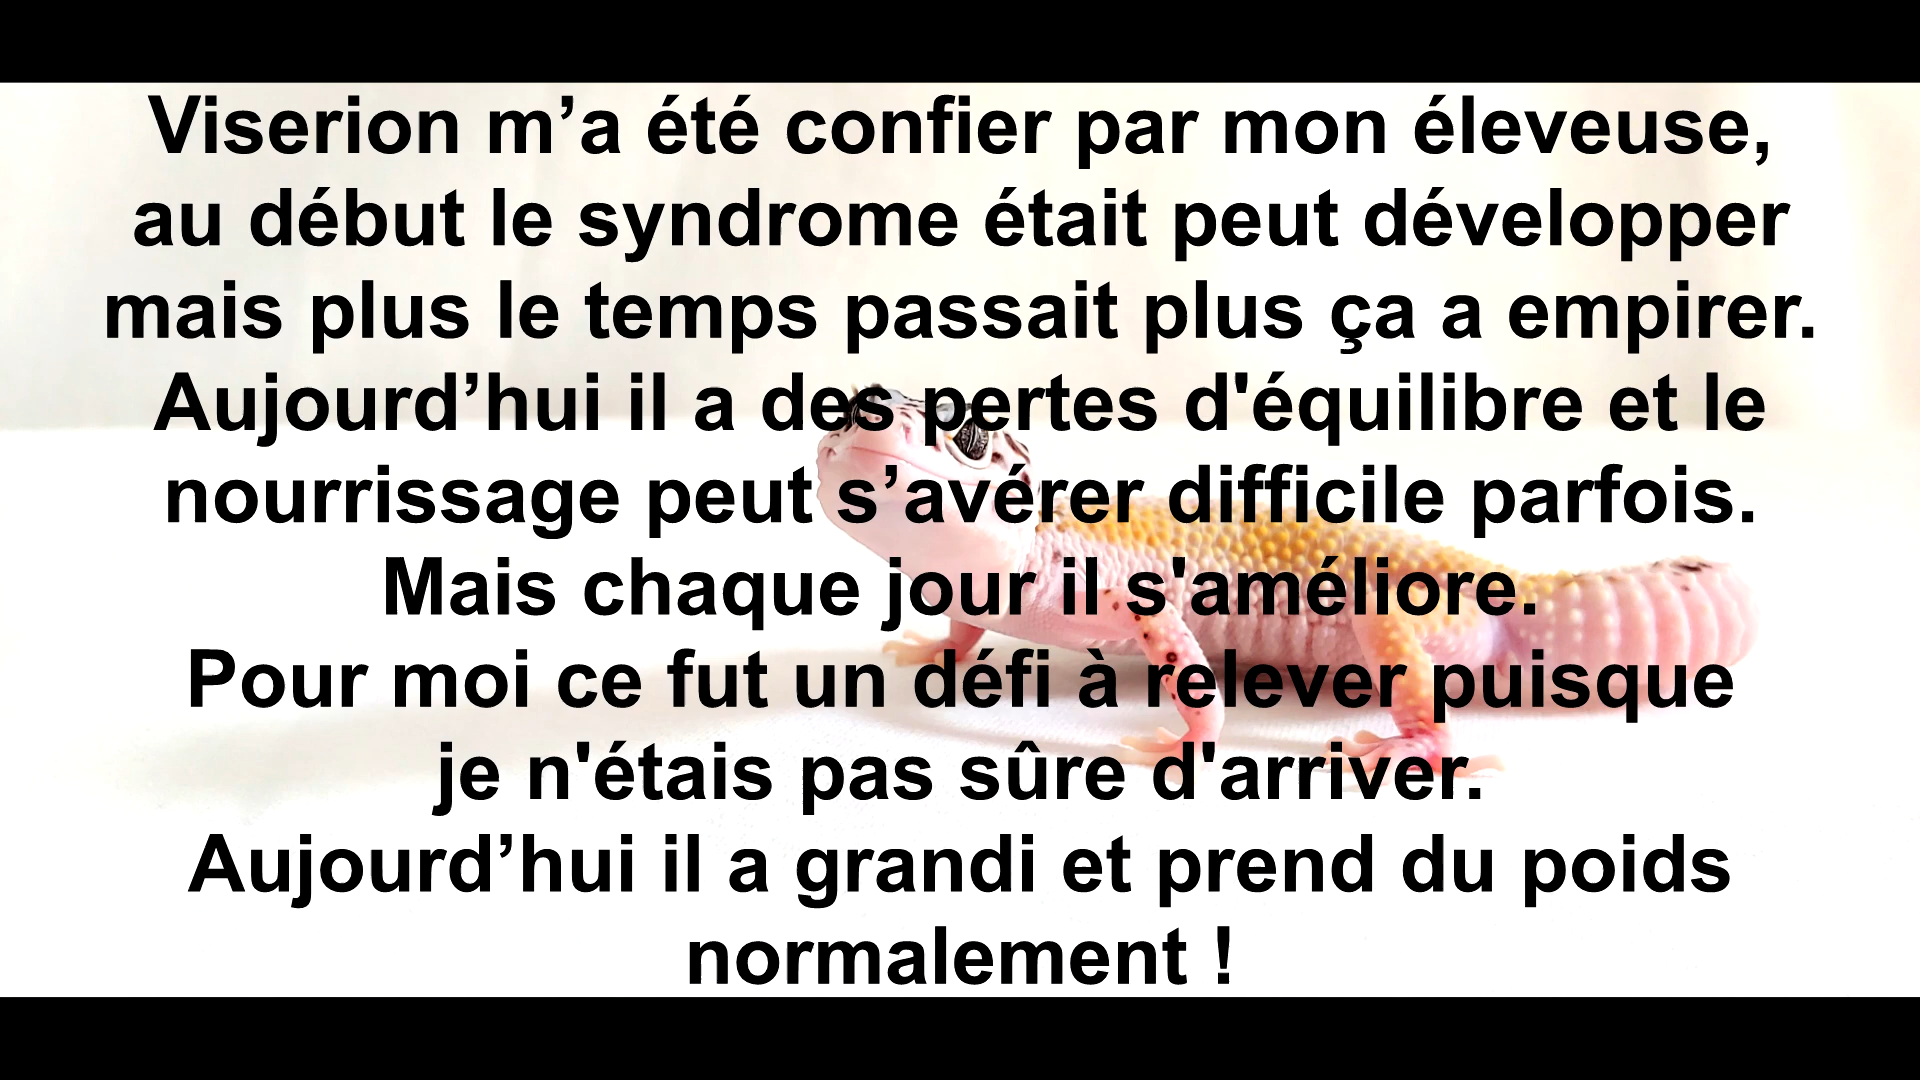 Viserion m’a été confier par mon éleveuse,
au début le syndrome était peut développer
mais plus le temps passait plus ça a empirer.
Aujourd’hui il a des pertes d'équilibre et le
nourrissage peut s’avérer difficile parfois.
Mais chaque jour il s'améliore.
Pour moi ce fut un défi à relever puisque
je n'étais pas sûre d'arriver.
Aujourd’hui il a grandi et prend du poids
normalement !